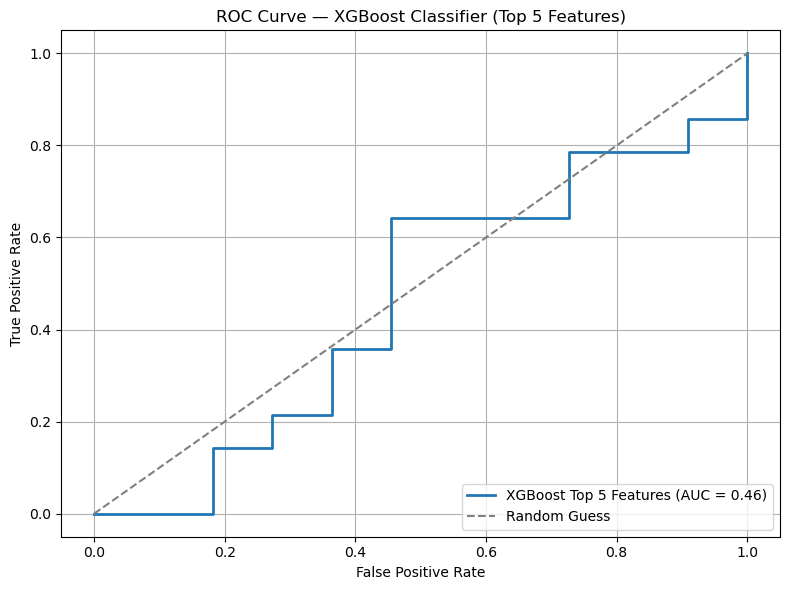 ROC Curve — XGBoost Classifier (Top 5 Features)
True Positive Rate
1.0
0.8
0.6
0.4
0.2
0.0
XGBoost Top 5 Features (AUC = 0.46)
Random Guess
0.0 0.2 0.4 0.6 0.8 1.0
False Positive Rate